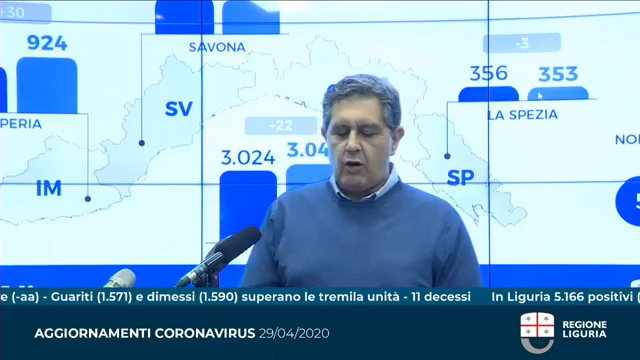 +30
924
SAVONA
-3
356
353
PERIA
LA SPEZIA
SV
+22
3.024
3.04
IM
SP
NO
e (-aa) - Guariti (1.571) e dimessi (1.590) superano le tremila unità - 11 decessi
In Liguria 5.166 positivi (
AGGIORNAMENTI CORONAVIRUS 29/04/2020
REGIONE
LIGURIA